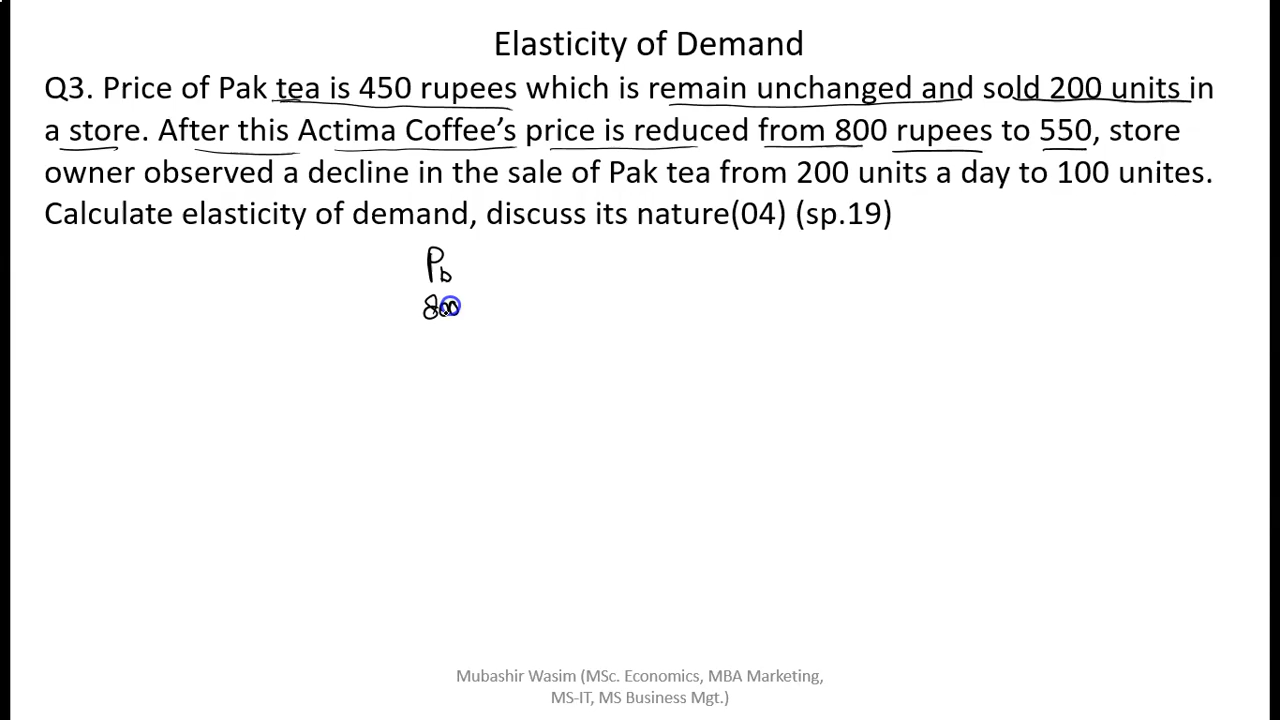 Elasticity of Demand
Q3. Price of Pak tea is 450 rupees which is remain unchanged and sold 200 units in
a store. After this Actima Coffee’s price is reduced from 800 rupees to 550, store
owner observed a decline in the sale of Pak tea from 200 units a day to 100 unites.
Calculate elasticity of demand, discuss its nature(04) (sp.19)
Pb
800
Mubashir Wasim (MSc. Economics, MBA Marketing,
MS-IT, MS Business Mgt.)